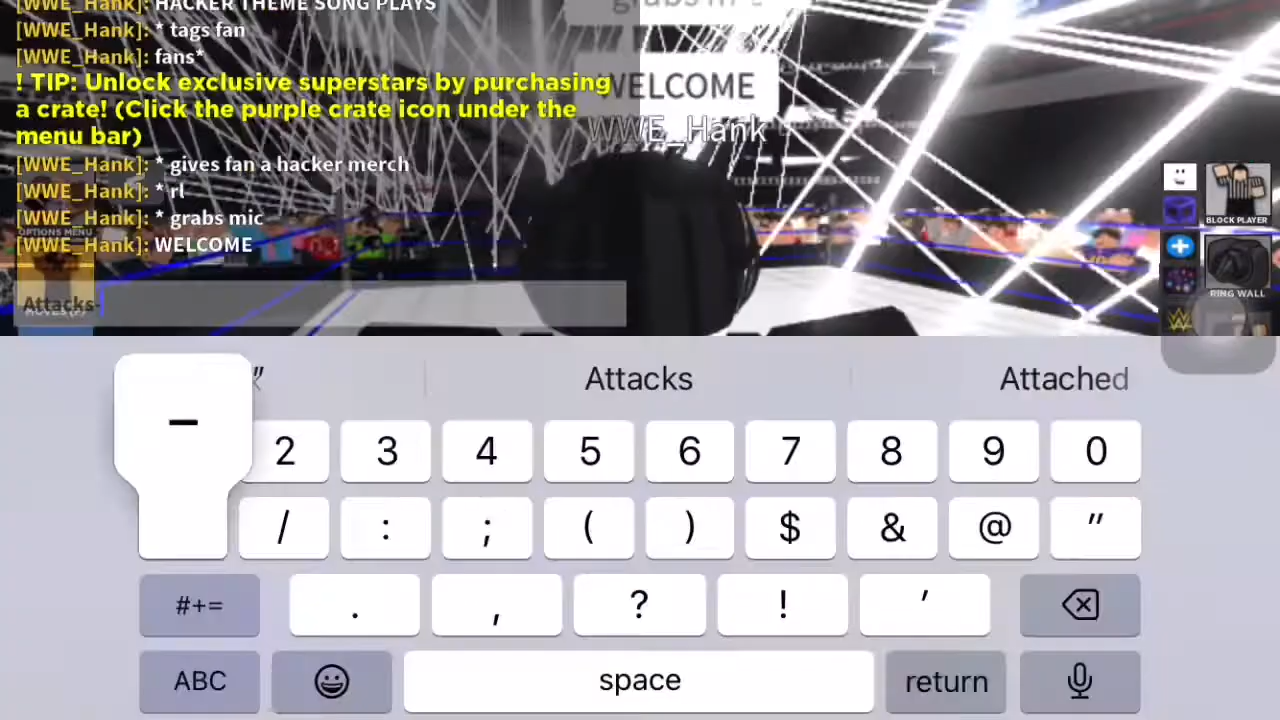 [WWE_Hank]: HACKER THEME SONG PLAYS
[WWE_Hank]: * tags fan
[WWE_Hank]: fans*
! TIP: Unlock exclusive superstars by purchasing
a crate! (Click the purple crate icon under the
menu bar)
[WWE_Hank]: * gives fan a hacker merch
[WWE_Hank]: * rl
[WWE_Hank]: * grabs mic
[WWE_Hank]: WELCOME
OPTIONS MENU
Attacks-
grabs
WELCOME
WWE_Hank
BLOCK PLAYER
RING WALL
" Attacks Attached
–
2 3 4 5 6 7 8 9 0
/ : ; ( ) $ & @ "
#+= . , ? ! '
ABC space return